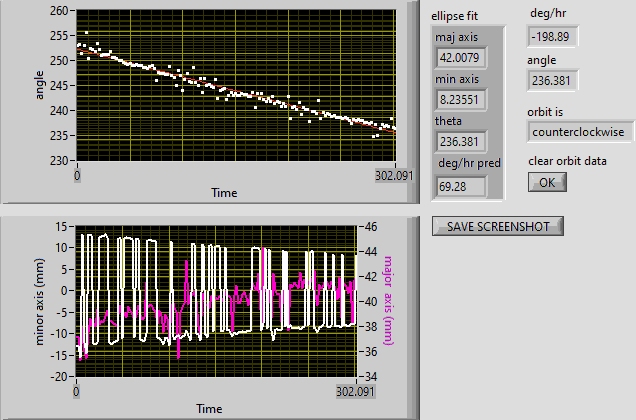 260
255
250
245
240
235
230
angle
0
302.091
Time
ellipse fit
maj axis
42.0079
min axis
8.23551
theta
236.381
deg/hr pred
69.28
deg/hr
-198.89
angle
236.381
orbit is
counterclockwise
clear orbit data
OK
SAVE SCREENSHOT
15
10
5
0
-5
-10
-15
-20
minor axis (mm)
46
44
42
40
38
36
34
major axis (mm)
0
302.091
Time